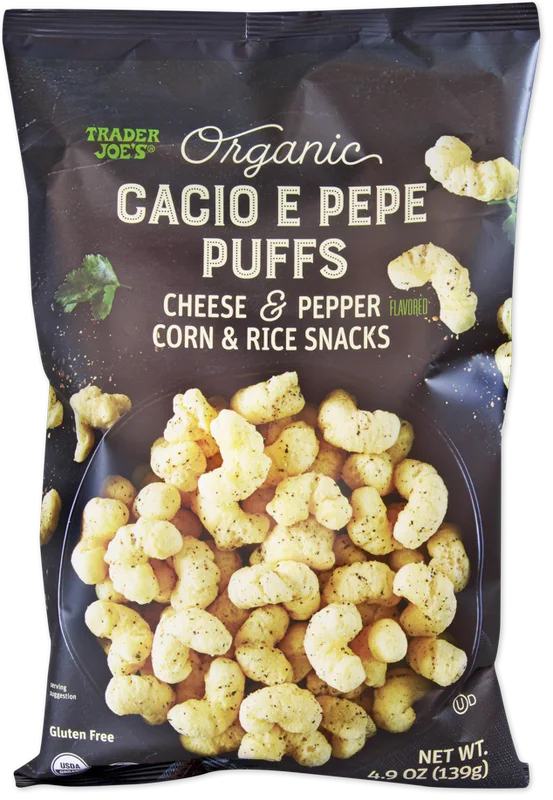 TRADER
JOE'S®
Organic
CACIO E PEPE
PUFFS
CHEESE & PEPPER FLAVORED
CORN & RICE SNACKS
serving
suggestion
Gluten Free
U D
USDA
NET WT.
4.9 OZ (139g)